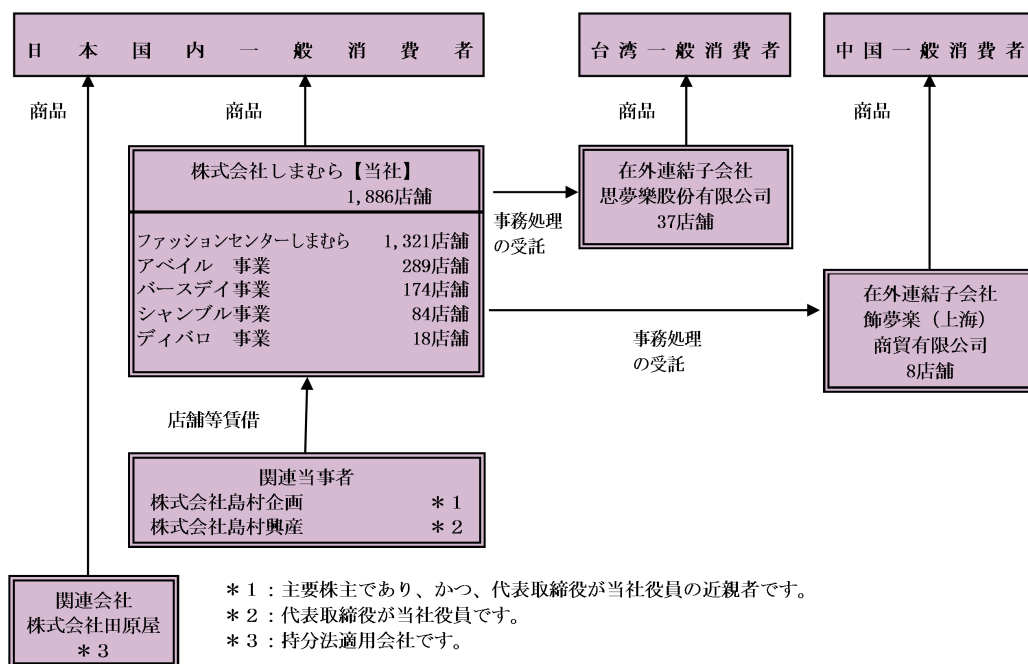 日本国内一般消費者
台湾一般消費者
中国一般消費者
商品
商品
商品
商品
株式会社しまむら【当社】
1,886店舗
ファッションセンターしまむら 1,321店舗
アベイル 事業 289店舗
バースデイ事業 174店舗
シャンブル事業 84店舗
ディバロ 事業 18店舗
事務処理
の受託
在外連結子会社
思夢樂股份有限公司
37店舗
事務処理
の受託
在外連結子会社
飾夢楽（上海）
商貿有限公司
8店舗
店舗等賃借
関連当事者
株式会社島村企画 ＊1
株式会社島村興産 ＊2
関連会社
株式会社田原屋
＊3
＊1：主要株主であり、かつ、代表取締役が当社役員の近親者です。
＊2：代表取締役が当社役員です。
＊3：持分法適用会社です。